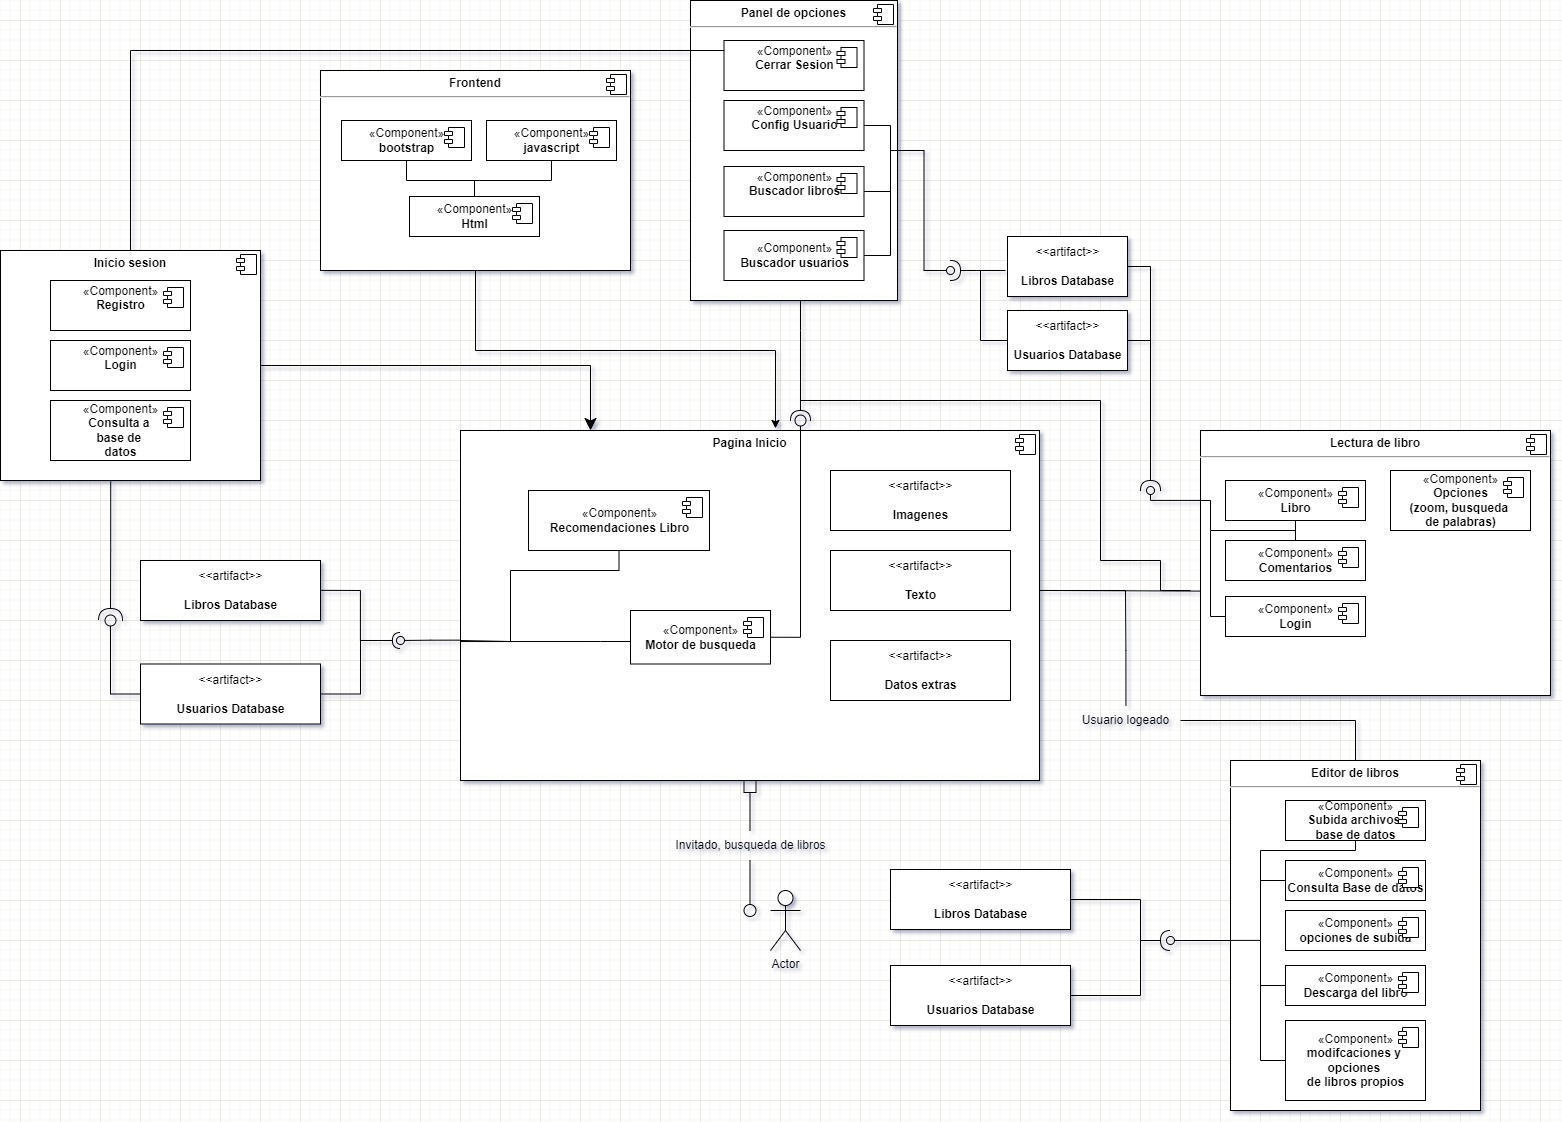 Panel de opciones
«Component»
Cerrar Sesion
«Component»
Config Usuario
«Component»
Buscador libros
«Component»
Buscador usuarios
Frontend
«Component»
bootstrap
«Component»
javascript
«Component»
Html
Inicio sesion
«Component»
Registro
«Component»
Login
«Component»
Consulta a
base de
datos
<<artifact>>
Libros Database
<<artifact>>
Usuarios Database
Pagina Inicio
«Component»
Recomendaciones Libro
«Component»
Motor de busqueda
<<artifact>>
Imagenes
<<artifact>>
Texto
<<artifact>>
Datos extras
Lectura de libro
«Component»
Libro
«Component»
Comentarios
«Component»
Login
«Component»
Opciones
(zoom, busqueda
de palabras)
<<artifact>>
Libros Database
<<artifact>>
Usuarios Database
Usuario logeado
Invitado, busqueda de libros
Actor
<<artifact>>
Libros Database
<<artifact>>
Usuarios Database
Editor de libros
«Component»
Subida archivos
base de datos
«Component»
Consulta Base de datos
«Component»
opciones de subida
«Component»
Descarga del libro
«Component»
modifcaciones y
opciones
de libros propios